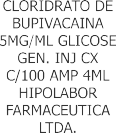 CLORIDRATO DE
BUPIVACAINA
5MG/ML GLICOSE
GEN. INJ CX
C/100 AMP 4ML
HIPOLABOR
FARMACEUTICA
LTDA.